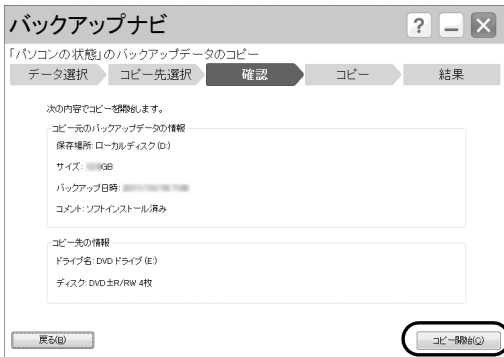 バックアップナビ
「パソコンの状態」のバックアップデータのコピー
データ選択 コピー先選択 確認 コピー 結果
次の内容でコピーを開始します。
コピー元のバックアップデータの情報
保存場所: ローカルディスク (D:)
サイズ: GB
バックアップ日時:
コメント: ソフトインストール済み
コピー先の情報
ドライブ名: DVD ドライブ (E:)
ディスク: DVD±R/RW 4枚
戻る(B) コピー開始(C)